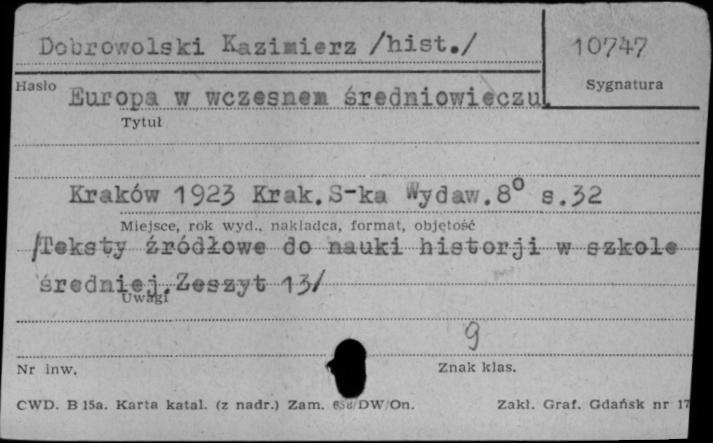 Dobrowolski Kazimierz /hist./
10747
Hasło
Sygnatura
Europa w wczesnem średniowieczu.
Tytuł
Kraków 1923 Krak.S-ka Wydaw.8° s.32
Miejsce, rok wyd., nakładca, format, objętość
/Teksty źródłowe do nauki historji w szkole
średniej.Zeszyt 13/
Uwagi
9
Nr inw.
Znak klas.
CWD. B 15a. Karta katal. (z nadr.) Zam. 658/DW/On.
Zakł. Graf. Gdańsk nr 17